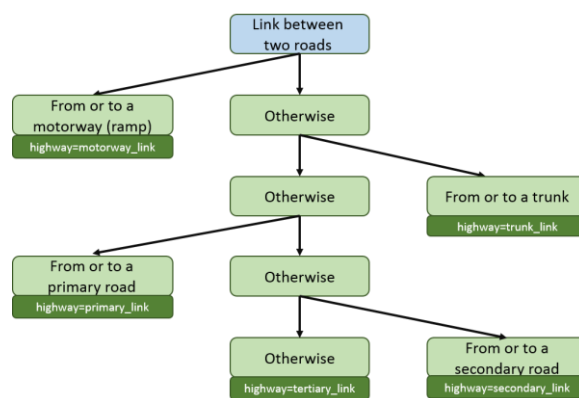 Link between
two roads
From or to a
motorway (ramp)
highway=motorway_link
Otherwise
Otherwise
From or to a trunk
highway=trunk_link
From or to a
primary road
highway=primary_link
Otherwise
Otherwise
highway=tertiary_link
From or to a
secondary road
highway=secondary_link